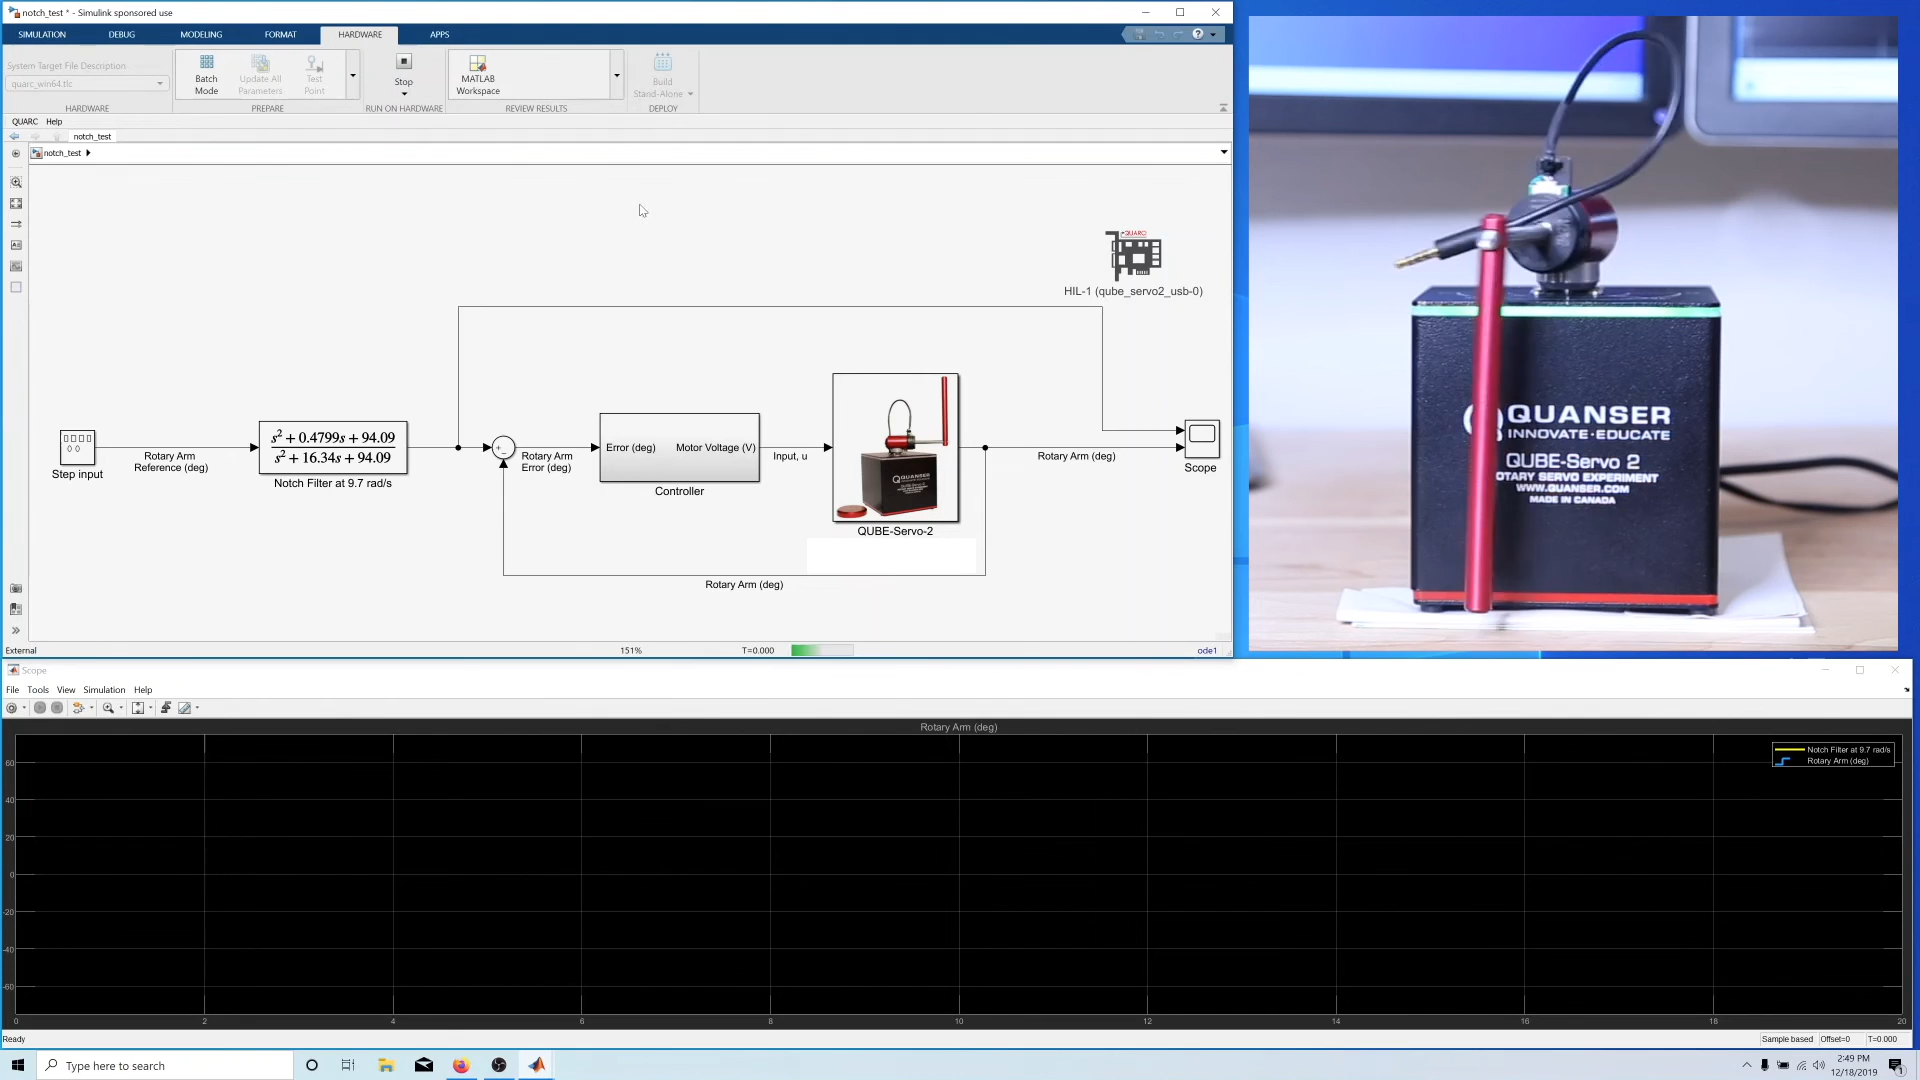 notch_test * - Simulink sponsored use
SIMULATION
DEBUG
MODELING
FORMAT
HARDWARE
APPS
System Target File Description
quarc_win64.tlc
Batch
Mode
Update All
Parameters
Test
Point
Stop
MATLAB
Workspace
Build
Stand-Alone
HARDWARE
PREPARE
RUN ON HARDWARE
REVIEW RESULTS
DEPLOY
QUARC Help
notch_test
notch_test
QUARC
HIL-1 (qube_servo2_usb-0)
Step input
Rotary Arm
Reference (deg)
s² + 0.4799s + 94.09
s² + 16.34s + 94.09
Notch Filter at 9.7 rad/s
Rotary Arm
Error (deg)
Error (deg)
Motor Voltage (V)
Controller
Input, u
QUANSER
QUBE-Servo-2
Rotary Arm (deg)
Scope
Rotary Arm (deg)
External
151%
T=0.000
ode1
QUANSER
INNOVATE·EDUCATE
QUBE-Servo 2
ROTARY SERVO EXPERIMENT
WWW.QUANSER.COM
MADE IN CANADA
Scope
File Tools View Simulation Help
Rotary Arm (deg)
Notch Filter at 9.7 rad/s
Rotary Arm (deg)
60
40
20
0
-20
-40
-60
0 2 4 6 8 10 12 14 16 18 20
Ready
Sample based Offset=0 T=0.000
Type here to search
2:49 PM
12/18/2019
1